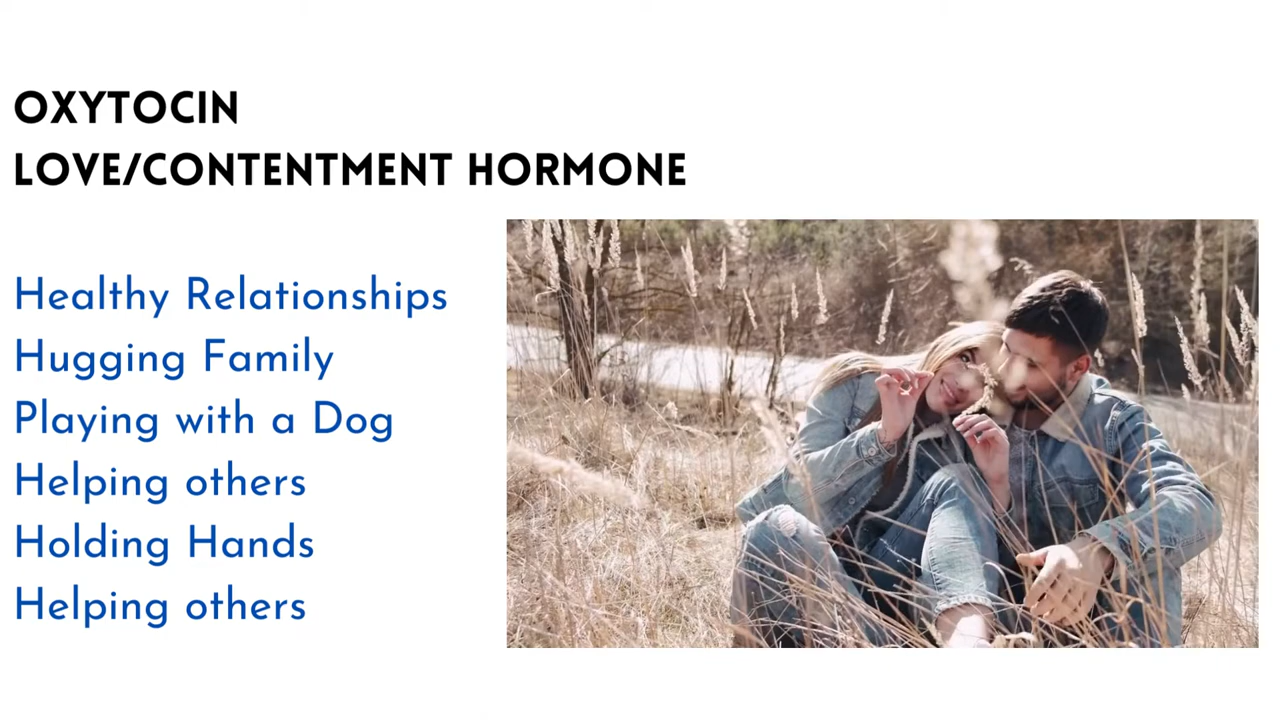 OXYTOCIN
LOVE/CONTENTMENT HORMONE
Healthy Relationships
Hugging Family
Playing with a Dog
Helping others
Holding Hands
Helping others